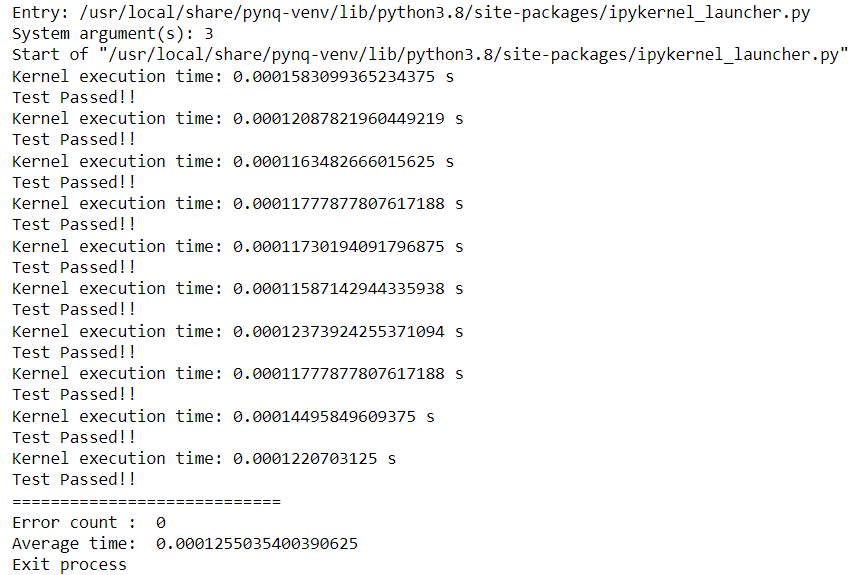 Entry: /usr/local/share/pynq-venv/lib/python3.8/site-packages/ipykernel_launcher.py
System argument(s): 3
Start of "/usr/local/share/pynq-venv/lib/python3.8/site-packages/ipykernel_launcher.py"
Kernel execution time: 0.0001583099365234375 s
Test Passed!!
Kernel execution time: 0.00012087821960449219 s
Test Passed!!
Kernel execution time: 0.0001163482666015625 s
Test Passed!!
Kernel execution time: 0.00011777877807617188 s
Test Passed!!
Kernel execution time: 0.00011730194091796875 s
Test Passed!!
Kernel execution time: 0.00011587142944335938 s
Test Passed!!
Kernel execution time: 0.00012373924255371094 s
Test Passed!!
Kernel execution time: 0.00011777877807617188 s
Test Passed!!
Kernel execution time: 0.00014495849609375 s
Test Passed!!
Kernel execution time: 0.0001220703125 s
Test Passed!!
============================
Error count :  0
Average time:  0.0001255035400390625
Exit process